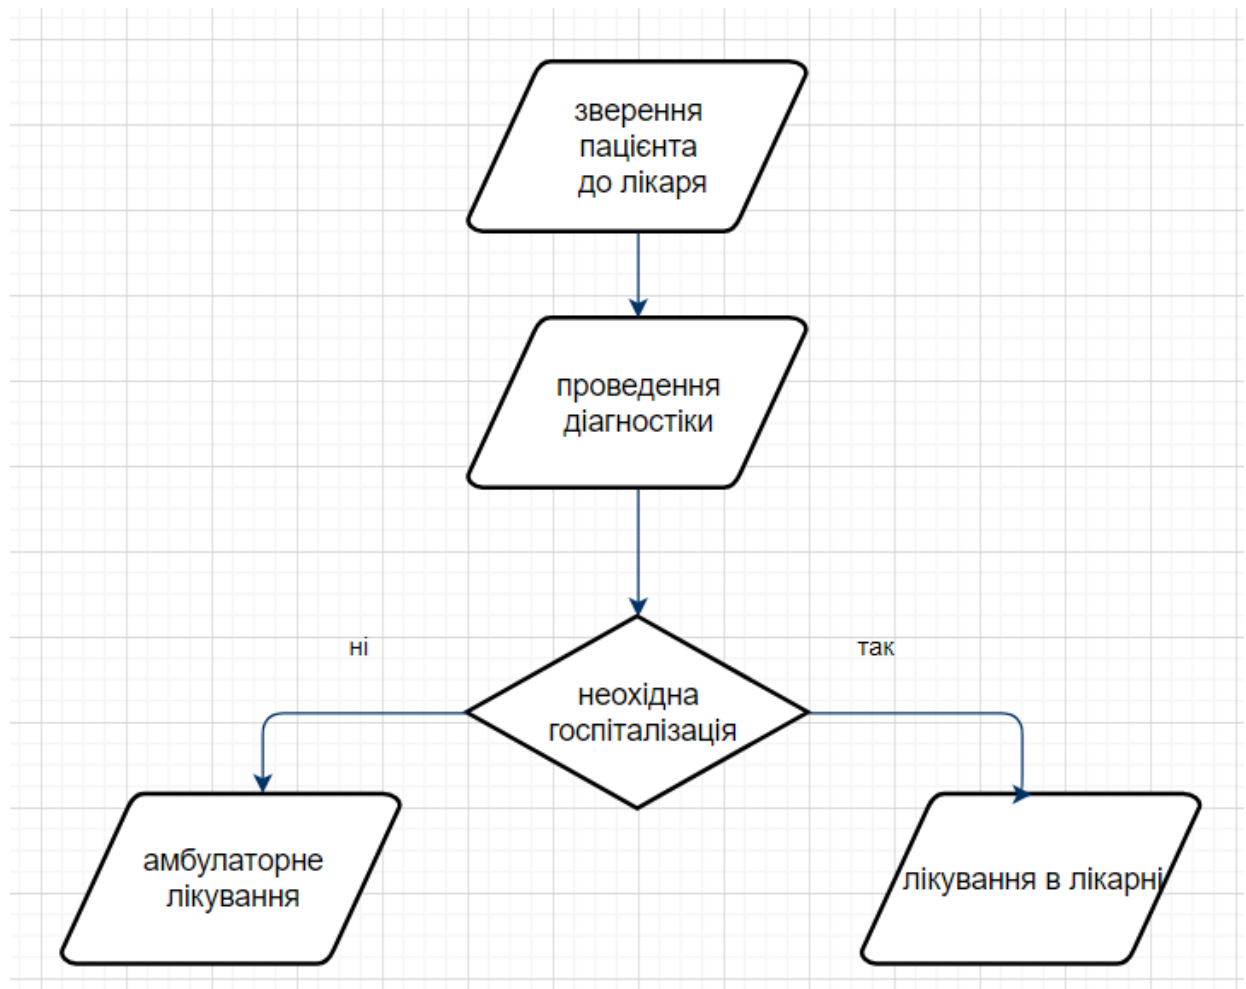 зверення
пацієнта
до лікаря
проведення
діагностіки
ні
так
неохідна
госпіталізація
амбулаторне
лікування
лікування в лікарні